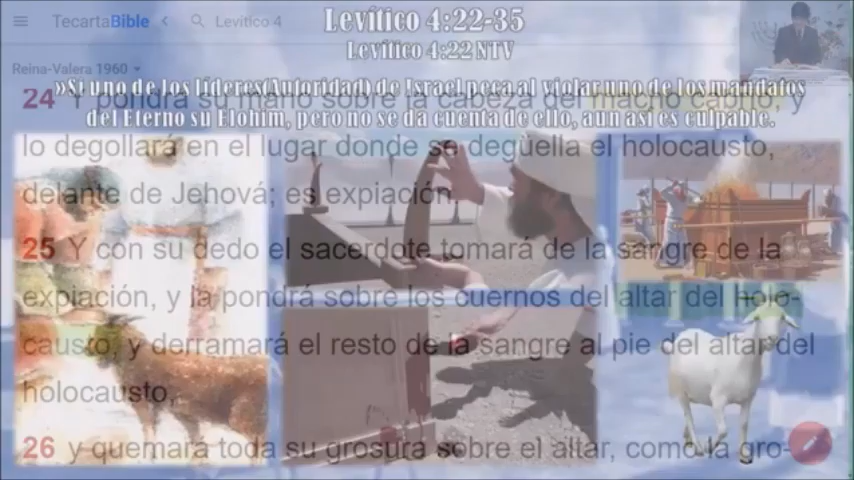 TecartaBible
Levítico 4
Levítico 4:22-35
Levítico 4:22 NTV
Reina-Valera 1960
»Si uno de los líderes(Autoridad) de Israel peca al violar uno de los mandatos
del Eterno su Elohim, pero no se da cuenta de ello, aun así es culpable.
24 Y pondrá su mano sobre la cabeza del macho cabrío, y
lo degollará en el lugar donde se degüella el holocausto,
delante de Jehová; es expiación.
25 Y con su dedo el sacerdote tomará de la sangre de la
expiación, y la pondrá sobre los cuernos del altar del holo-
causto, y derramará el resto de la sangre al pie del altar del
holocausto,
26 y quemará toda su grosura sobre el altar, como la gro-